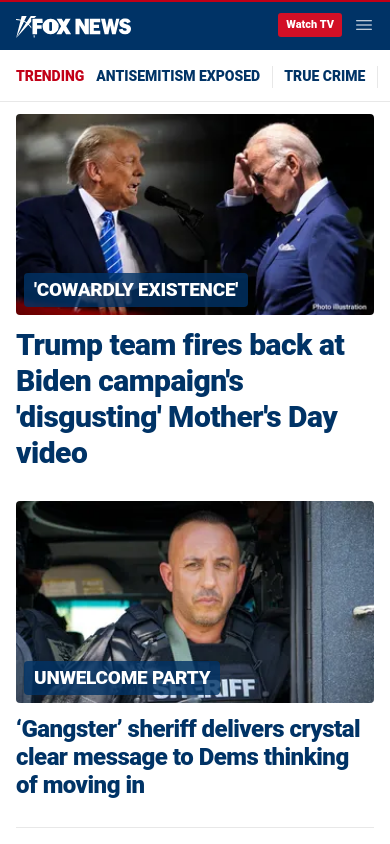 FOX NEWS
Watch TV
TRENDING ANTISEMITISM EXPOSED TRUE CRIME
'COWARDLY EXISTENCE'
Photo illustration
Trump team fires back at
Biden campaign's
'disgusting' Mother's Day
video
SHERIFF
UNWELCOME PARTY
‘Gangster’ sheriff delivers crystal
clear message to Dems thinking
of moving in